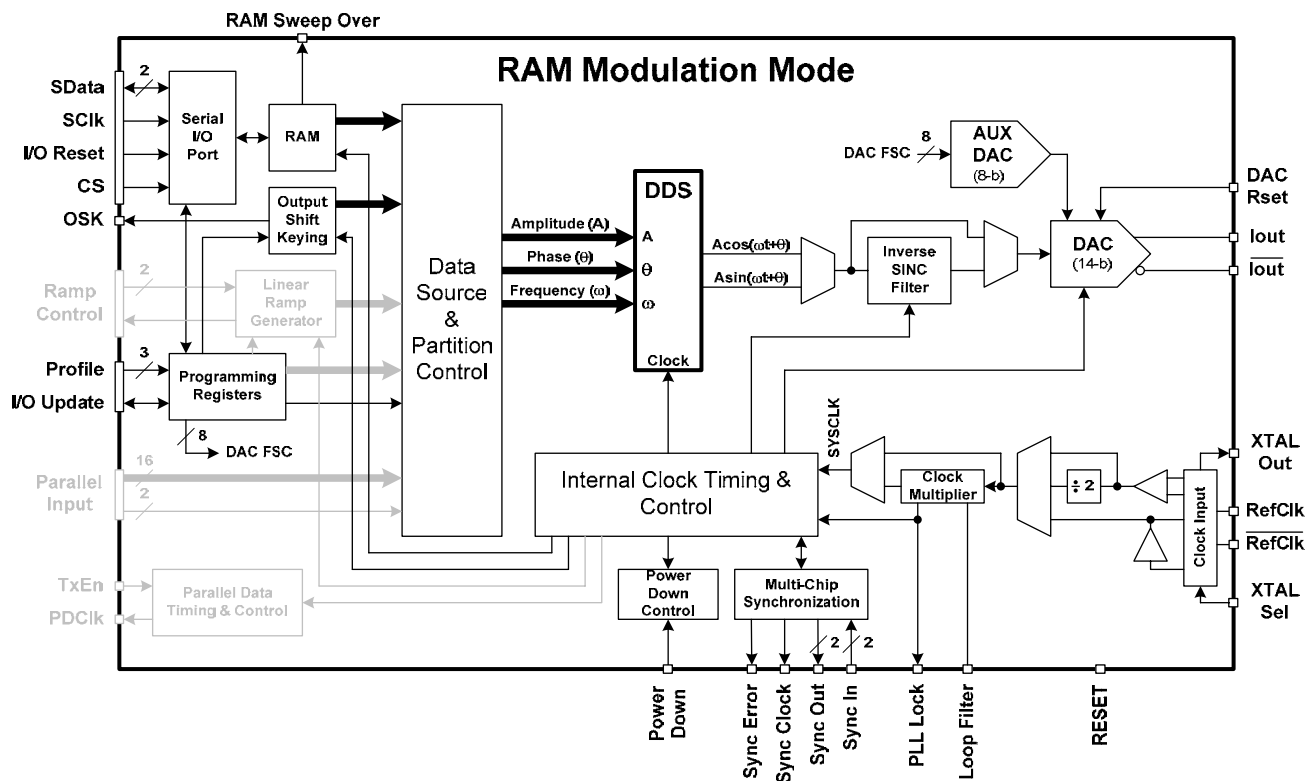 RAM Sweep Over
RAM Modulation Mode
SData
2
SClk
I/O Reset
CS
OSK
Serial
I/O
Port
RAM
Output
Shift
Keying
Ramp
Control
2
Linear
Ramp
Generator
Profile
3
I/O Update
Programming
Registers
8
DAC FSC
Parallel
Input
16
2
TxEn
PDClk
Parallel Data
Timing & Control
Data
Source
&
Partition
Control
Amplitude (A)
Phase (θ)
Frequency (ω)
DDS
A
θ
ω
Clock
Acos(ωt+θ)
Asin(ωt+θ)
Inverse
SINC
Filter
DAC FSC
8
AUX
DAC
(8-b)
DAC
(14-b)
DAC
Rset
Iout
Iout
Internal Clock Timing &
Control
SYSCLK
Clock
Multiplier
÷ 2
Clock Input
XTAL
Out
RefClk
RefClk
XTAL
Sel
Power
Down
Control
Multi-Chip
Synchronization
2
2
Power
Down
Sync Error
Sync Clock
Sync Out
Sync In
PLL Lock
Loop Filter
RESET